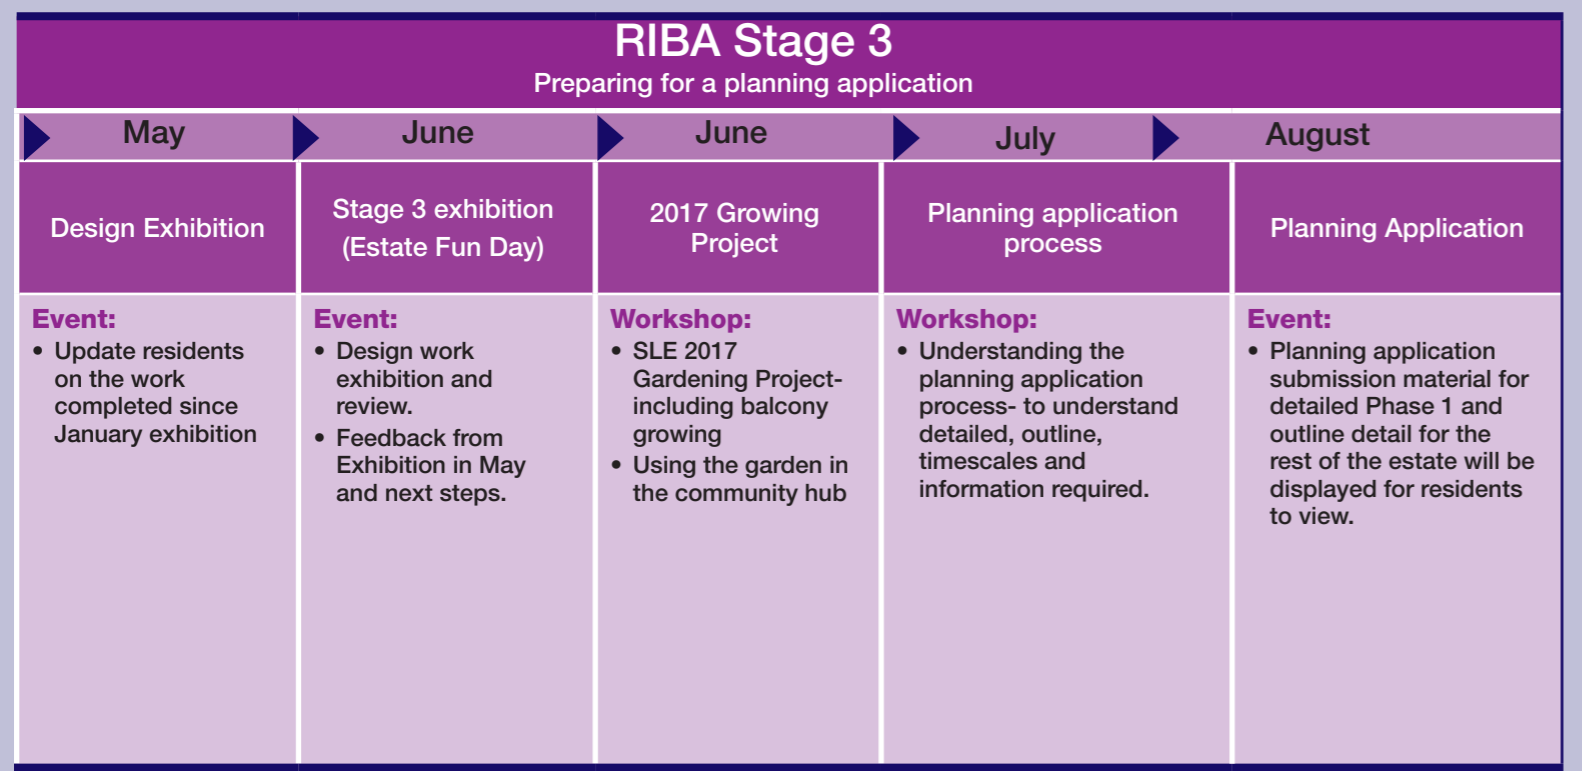 RIBA Stage 3
Preparing for a planning application
May
June
June
July
August
Design Exhibition
Stage 3 exhibition
(Estate Fun Day)
2017 Growing
Project
Planning application
process
Planning Application
Event:
• Update residents
on the work
completed since
January exhibition
Event:
• Design work
exhibition and
review.
• Feedback from
Exhibition in May
and next steps.
Workshop:
• SLE 2017
Gardening Project-
including balcony
growing
• Using the garden in
the community hub
Workshop:
• Understanding the
planning application
process- to understand
detailed, outline,
timescales and
information required.
Event:
• Planning application
submission material for
detailed Phase 1 and
outline detail for the
rest of the estate will be
displayed for residents
to view.